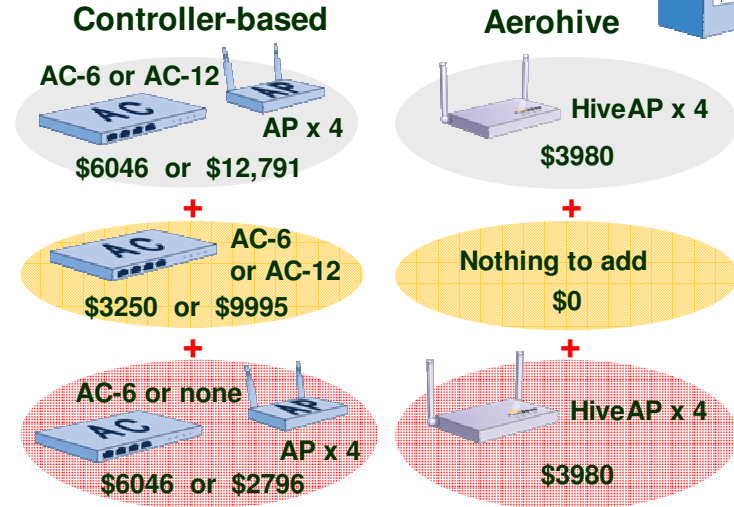 Controller-based
AC-6 or AC-12
AC
AP
AP x 4
$6046 or $12,791
+
AC
AC-6
or AC-12
$3250 or $9995
+
AC-6 or none
AC
AP
AP x 4
$6046 or $2796
Aerohive
HiveAP x 4
$3980
+
Nothing to add
$0
+
HiveAP x 4
$3980